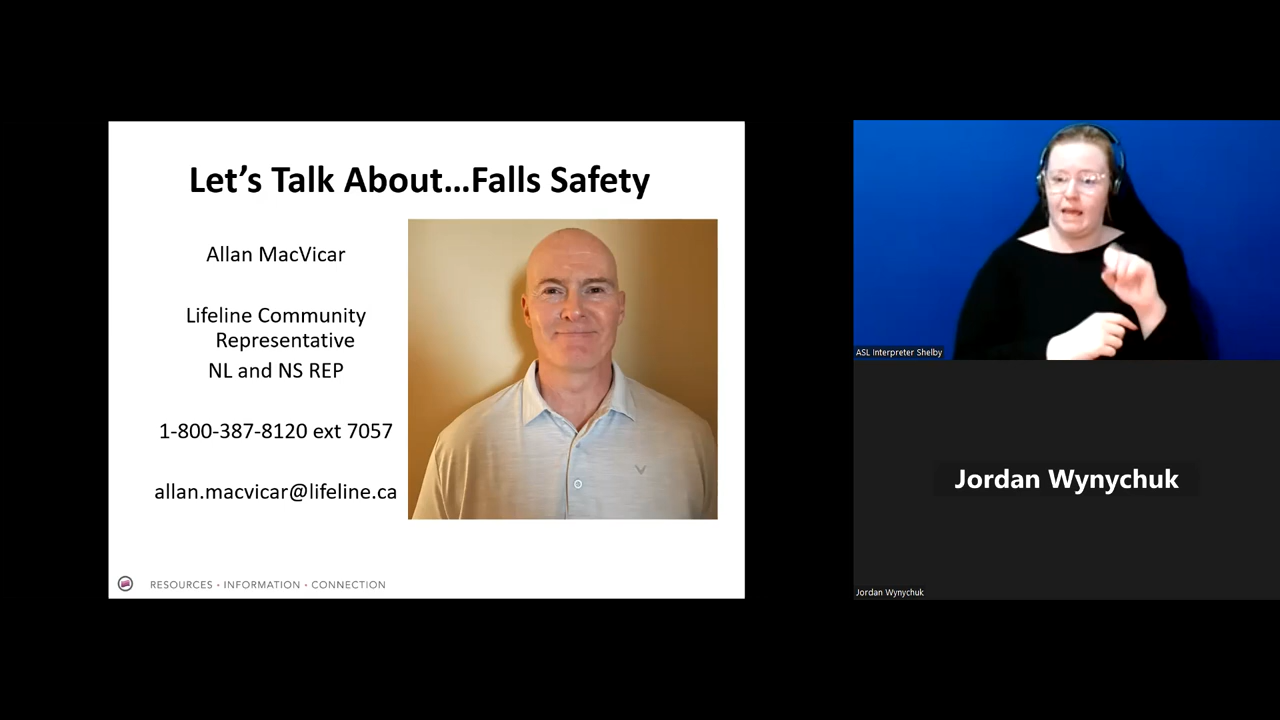 Let's Talk About...Falls Safety
Allan MacVicar
Lifeline Community
Representative
NL and NS REP
1-800-387-8120 ext 7057
allan.macvicar@lifeline.ca
RESOURCES - INFORMATION - CONNECTION
ASL Interpreter Shelby
Jordan Wynychuk
Jordan Wynychuk